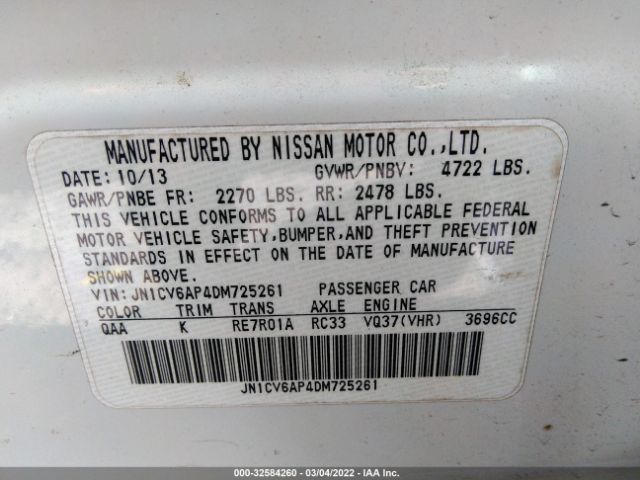 MANUFACTURED BY NISSAN MOTOR CO.,LTD.
DATE: 10/13 GVWR/PNBV: 4722 LBS.
GAWR/PNBE FR: 2270 LBS. RR: 2478 LBS.
THIS VEHICLE CONFORMS TO ALL APPLICABLE FEDERAL
MOTOR VEHICLE SAFETY,BUMPER,AND THEFT PREVENTION
STANDARDS IN EFFECT ON THE DATE OF MANUFACTURE
SHOWN ABOVE.
VIN: JN1CV6AP4DM725261 PASSENGER CAR
COLOR TRIM TRANS AXLE ENGINE
QAA K RE7R01A RC33 VQ37(VHR) 3696CC
JN1CV6AP4DM725261
000-32584260 - 03/04/2022 - IAA Inc.